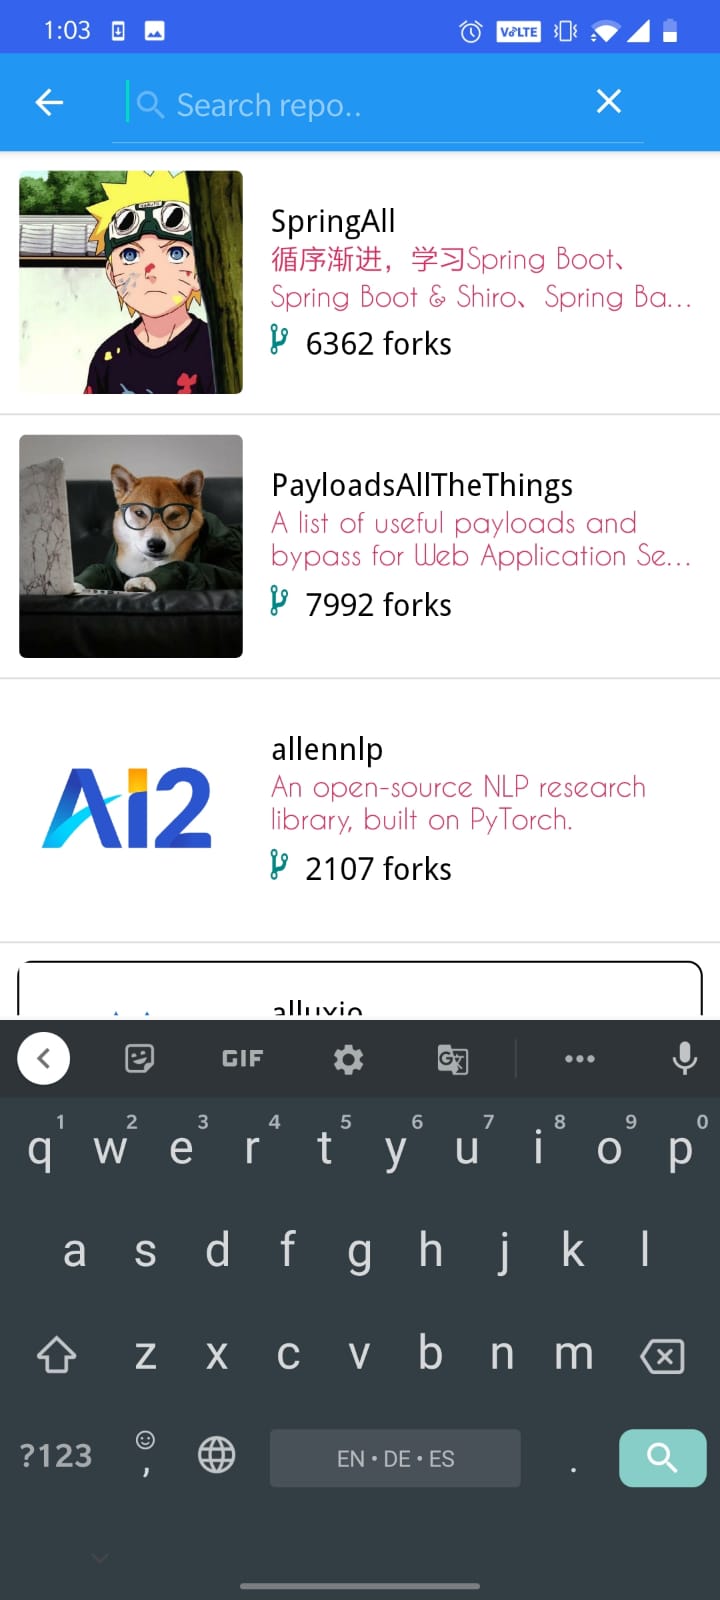 1:03 VoLTE
Search repo..
SpringAll
循序渐进，学习Spring Boot、
Spring Boot & Shiro、Spring Ba...
6362 forks
PayloadsAllTheThings
A list of useful payloads and
bypass for Web Application Se...
7992 forks
Ai2
allennlp
An open-source NLP research
library, built on PyTorch.
2107 forks
alluxio
GIF
1 2 3 4 5 6 7 8 9 0
q w e r t y u i o p
a s d f g h j k l
z x c v b n m
?123 , EN • DE • ES .